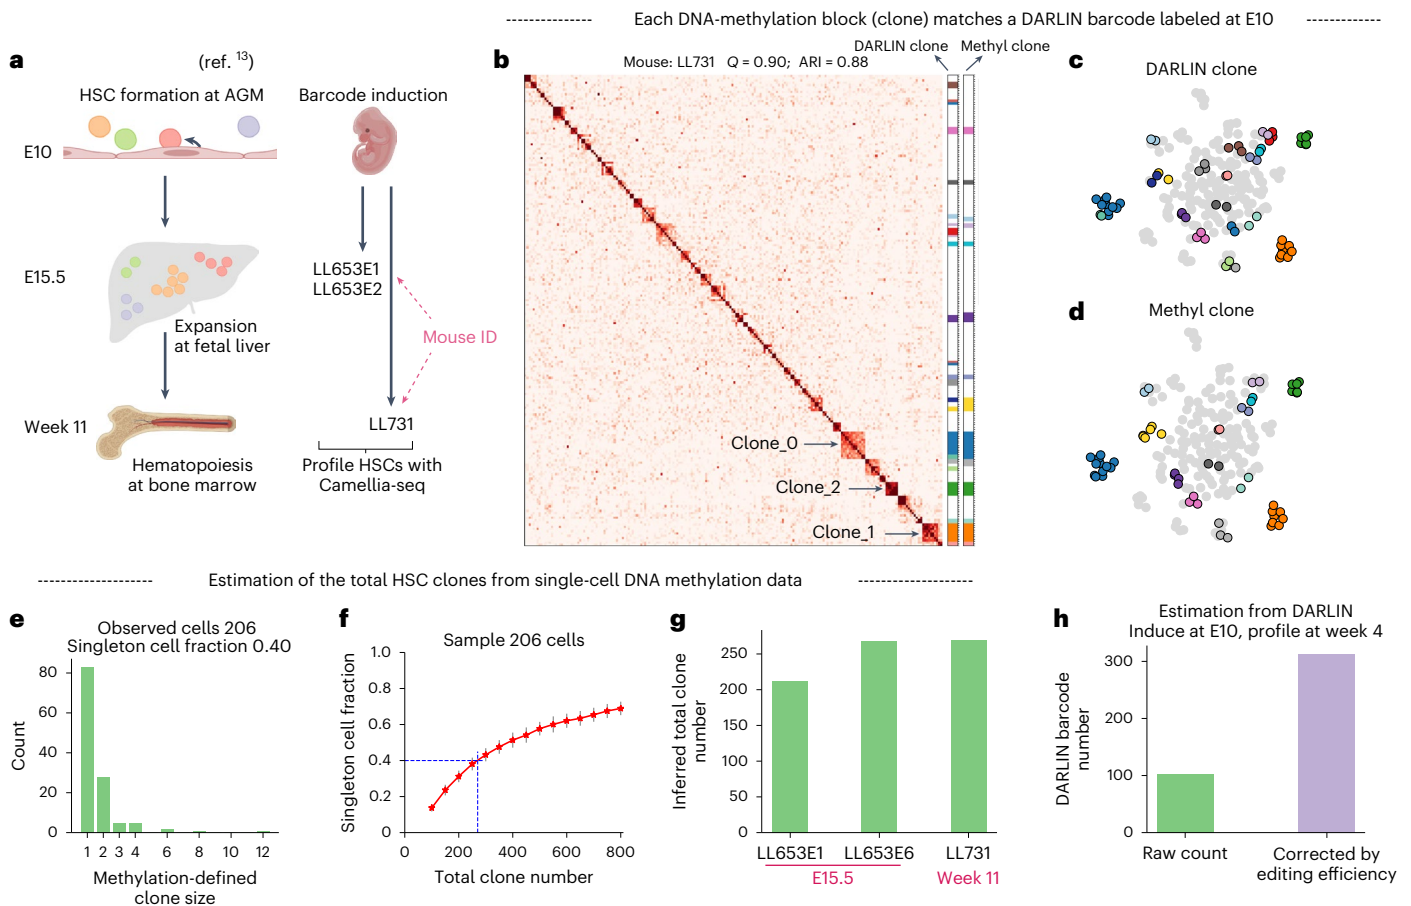 Each DNA-methylation block (clone) matches a DARLIN barcode labeled at E10
a
(ref. 13)
HSC formation at AGM
Barcode induction
E10
E15.5
LL653E1
LL653E2
Expansion
at fetal liver
Mouse ID
Week 11
LL731
Hematopoiesis
at bone marrow
Profile HSCs with
Camellia-seq
b
DARLIN clone
Methyl clone
Mouse: LL731 Q = 0.90; ARI = 0.88
Clone_0
Clone_2
Clone_1
c
DARLIN clone
d
Methyl clone
Estimation of the total HSC clones from single-cell DNA methylation data
e
Observed cells 206
Singleton cell fraction 0.40
Count
80
60
40
20
0
1 2 3 4 6 8 10 12
Methylation-defined
clone size
f
Sample 206 cells
Singleton cell fraction
1.0
0.8
0.6
0.4
0.2
0
0 200 400 600 800
Total clone number
g
Inferred total clone
number
250
200
150
100
50
0
LL653E1 LL653E6 LL731
E15.5 Week 11
h
Estimation from DARLIN
Induce at E10, profile at week 4
DARLIN barcode
number
300
200
100
0
Raw count
Corrected by
editing efficiency